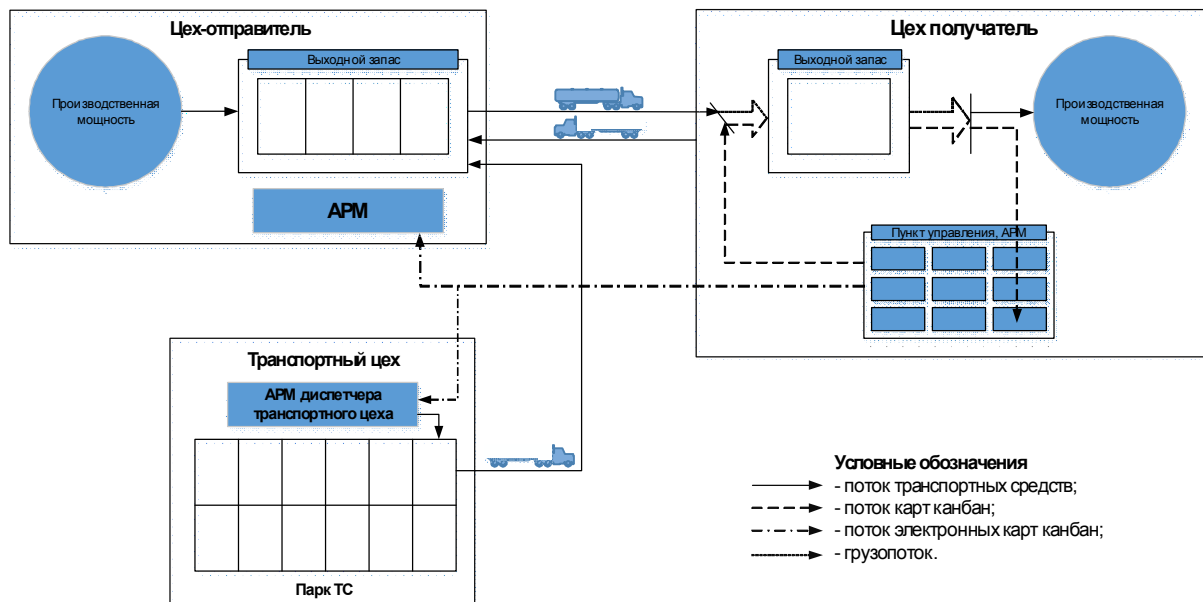 Цех-отправитель
Выходной запас
Производственная
мощность
АРМ
Цех получатель
Выходной запас
Производственная
мощность
Пункт управления, АРМ
Транспортный цех
АРМ диспетчера
транспортного цеха
Парк ТС
Условные обозначения
- поток транспортных средств;
- поток карт канбан;
- поток электронных карт канбан;
- грузопоток.